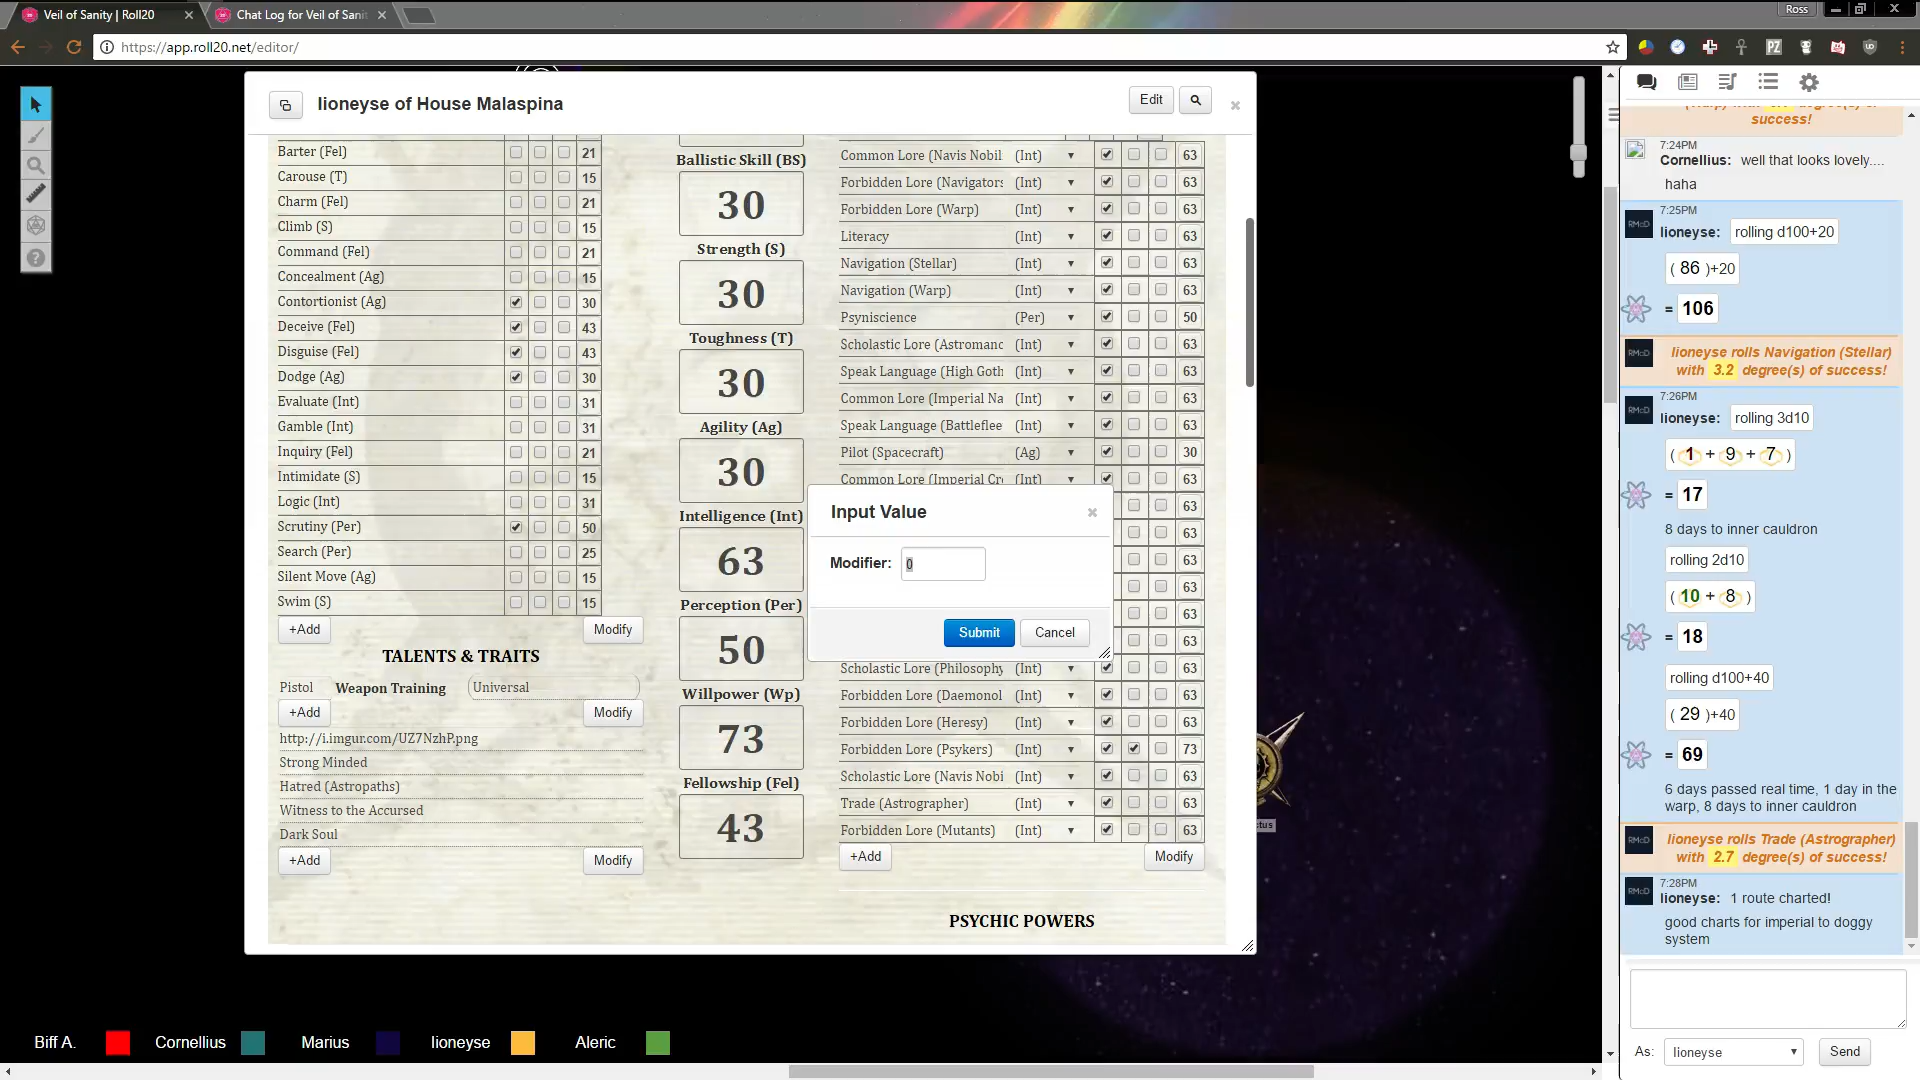 Veil of Sanity | Roll20
Chat Log for Veil of Sani
Ross
https://app.roll20.net/editor/
PZ
lioneyse of House Malaspina
Edit
Barter (Fel) 21
Carouse (T) 15
Charm (Fel) 21
Climb (S) 15
Command (Fel) 21
Concealment (Ag) 15
Contortionist (Ag) 30
Deceive (Fel) 43
Disguise (Fel) 43
Dodge (Ag) 30
Evaluate (Int) 31
Gamble (Int) 31
Inquiry (Fel) 21
Intimidate (S) 15
Logic (Int) 31
Scrutiny (Per) 50
Search (Per) 25
Silent Move (Ag) 15
Swim (S) 15
+Add Modify
TALENTS & TRAITS
Pistol Weapon Training Universal
+Add Modify
http://i.imgur.com/UZ7NzhP.png
Strong Minded
Hatred (Astropaths)
Witness to the Accursed
Dark Soul
+Add Modify
Ballistic Skill (BS)
30
Strength (S)
30
Toughness (T)
30
Agility (Ag)
30
Intelligence (Int)
63
Perception (Per)
50
Willpower (Wp)
73
Fellowship (Fel)
43
Common Lore (Navis Nobil (Int) 63
Forbidden Lore (Navigators (Int) 63
Forbidden Lore (Warp) (Int) 63
Literacy (Int) 63
Navigation (Stellar) (Int) 63
Navigation (Warp) (Int) 63
Psyniscience (Per) 50
Scholastic Lore (Astromanc (Int) 63
Speak Language (High Goth (Int) 63
Common Lore (Imperial Na (Int) 63
Speak Language (Battleflee (Int) 63
Pilot (Spacecraft) (Ag) 30
Common Lore (Imperial Cr (Int) 63
63
63
63
63
63
63
Scholastic Lore (Philosophy (Int) 63
Forbidden Lore (Daemonol (Int) 63
Forbidden Lore (Heresy) (Int) 63
Forbidden Lore (Psykers) (Int) 73
Scholastic Lore (Navis Nobi (Int) 63
Trade (Astrographer) (Int) 63
Forbidden Lore (Mutants) (Int) 63
+Add Modify
PSYCHIC POWERS
Input Value
Modifier: 0
Submit Cancel
success!
7:24PM
Cornellius: well that looks lovely....
haha
7:25PM
lioneyse: rolling d100+20
( 86 )+20
= 106
lioneyse rolls Navigation (Stellar)
with 3.2 degree(s) of success!
7:26PM
lioneyse: rolling 3d10
( 1 + 9 + 7 )
= 17
8 days to inner cauldron
rolling 2d10
( 10 + 8 )
= 18
rolling d100+40
( 29 )+40
= 69
6 days passed real time, 1 day in the
warp, 8 days to inner cauldron
lioneyse rolls Trade (Astrographer)
with 2.7 degree(s) of success!
7:28PM
lioneyse: 1 route charted!
good charts for imperial to doggy
system
As: lioneyse Send
Biff A. Cornellius Marius lioneyse Aleric